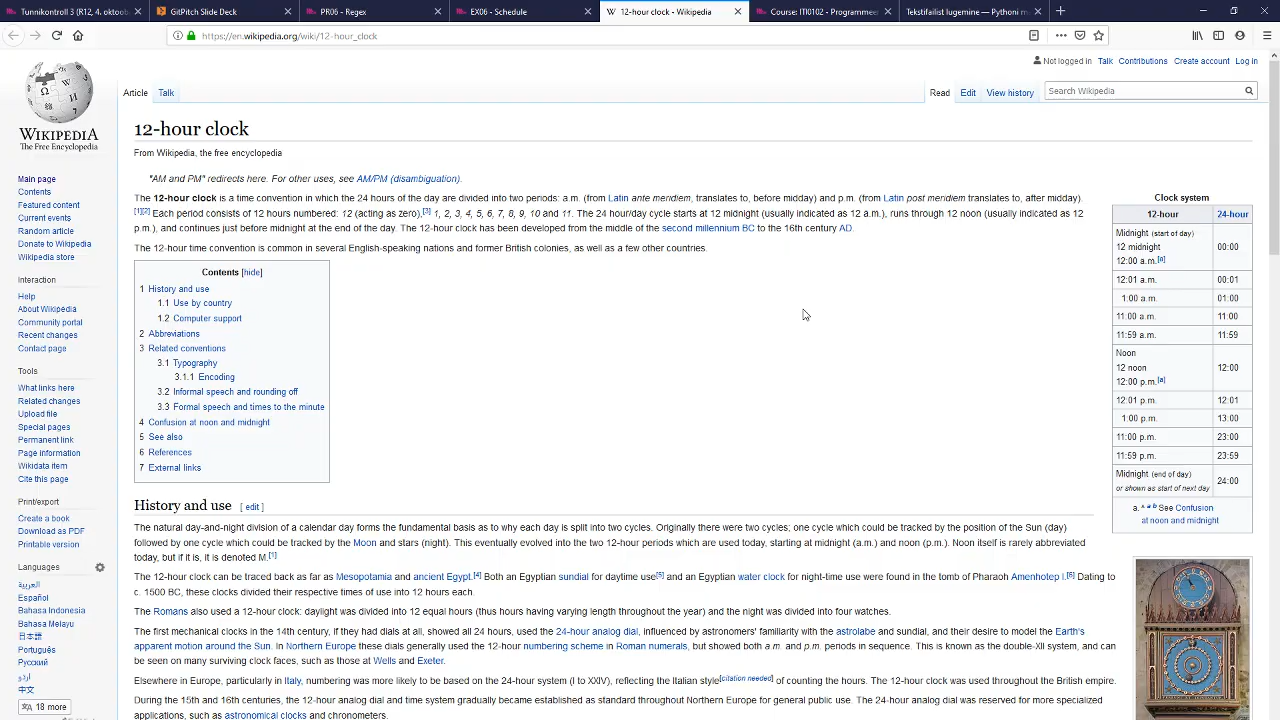 Tunnikontroll 3 (R12, 4. oktoob
GitPitch Slide Deck
PR06 - Regex
EX06 - Schedule
12-hour clock - Wikipedia
Course: ITI0102 - Programmee
Tekstifailist lugemine — Pythoni m
https://en.wikipedia.org/wiki/12-hour_clock
Not logged in Talk Contributions Create account Log in
Article Talk
Read Edit View history Search Wikipedia
WIKIPEDIA
The Free Encyclopedia
Main page
Contents
Featured content
Current events
Random article
Donate to Wikipedia
Wikipedia store
Interaction
Help
About Wikipedia
Community portal
Recent changes
Contact page
Tools
What links here
Related changes
Upload file
Special pages
Permanent link
Page information
Wikidata item
Cite this page
Print/export
Create a book
Download as PDF
Printable version
Languages
العربية
Español
Bahasa Indonesia
Bahasa Melayu
日本語
Português
Русский
اردو
中文
18 more
12-hour clock
From Wikipedia, the free encyclopedia
"AM and PM" redirects here. For other uses, see AM/PM (disambiguation).
The 12-hour clock is a time convention in which the 24 hours of the day are divided into two periods: a.m. (from Latin ante meridiem, translates to, before midday) and p.m. (from Latin post meridiem translates to, after midday).
[1][2] Each period consists of 12 hours numbered: 12 (acting as zero),[3] 1, 2, 3, 4, 5, 6, 7, 8, 9, 10 and 11. The 24 hour/day cycle starts at 12 midnight (usually indicated as 12 a.m.), runs through 12 noon (usually indicated as 12
p.m.), and continues just before midnight at the end of the day. The 12-hour clock has been developed from the middle of the second millennium BC to the 16th century AD.
The 12-hour time convention is common in several English-speaking nations and former British colonies, as well as a few other countries.
Contents [hide]
1 History and use
1.1 Use by country
1.2 Computer support
2 Abbreviations
3 Related conventions
3.1 Typography
3.1.1 Encoding
3.2 Informal speech and rounding off
3.3 Formal speech and times to the minute
4 Confusion at noon and midnight
5 See also
6 References
7 External links
Clock system
12-hour 24-hour
Midnight (start of day)
12 midnight 00:00
12:00 a.m.[a]
12:01 a.m. 00:01
1:00 a.m. 01:00
11:00 a.m. 11:00
11:59 a.m. 11:59
Noon
12 noon 12:00
12:00 p.m.[a]
12:01 p.m. 12:01
1:00 p.m. 13:00
11:00 p.m. 23:00
11:59 p.m. 23:59
Midnight (end of day) 24:00
or shown as start of next day
a. ^ a b See Confusion
at noon and midnight
History and use [ edit ]
The natural day-and-night division of a calendar day forms the fundamental basis as to why each day is split into two cycles. Originally there were two cycles; one cycle which could be tracked by the position of the Sun (day)
followed by one cycle which could be tracked by the Moon and stars (night). This eventually evolved into the two 12-hour periods which are used today, starting at midnight (a.m.) and noon (p.m.). Noon itself is rarely abbreviated
today, but if it is, it is denoted M.[1]
The 12-hour clock can be traced back as far as Mesopotamia and ancient Egypt.[4] Both an Egyptian sundial for daytime use[5] and an Egyptian water clock for night-time use were found in the tomb of Pharaoh Amenhotep I.[6] Dating to
c. 1500 BC, these clocks divided their respective times of use into 12 hours each.
The Romans also used a 12-hour clock: daylight was divided into 12 equal hours (thus hours having varying length throughout the year) and the night was divided into four watches.
The first mechanical clocks in the 14th century, if they had dials at all, showed all 24 hours used the 24-hour analog dial, influenced by astronomers' familiarity with the astrolabe and sundial, and their desire to model the Earth's
apparent motion around the Sun. In Northern Europe these dials generally used the 12-hour numbering scheme in Roman numerals, but showed both a.m. and p.m. periods in sequence. This is known as the double-XII system, and can
be seen on many surviving clock faces, such as those at Wells and Exeter.
Elsewhere in Europe, particularly in Italy, numbering was more likely to be based on the 24-hour system (I to XXIV), reflecting the Italian style[citation needed] of counting the hours. The 12-hour clock was used throughout the British empire.
During the 15th and 16th centuries, the 12-hour analog dial and time system gradually became established as standard throughout Northern Europe for general public use. The 24-hour analog dial was reserved for more specialized
applications, such as astronomical clocks and chronometers.